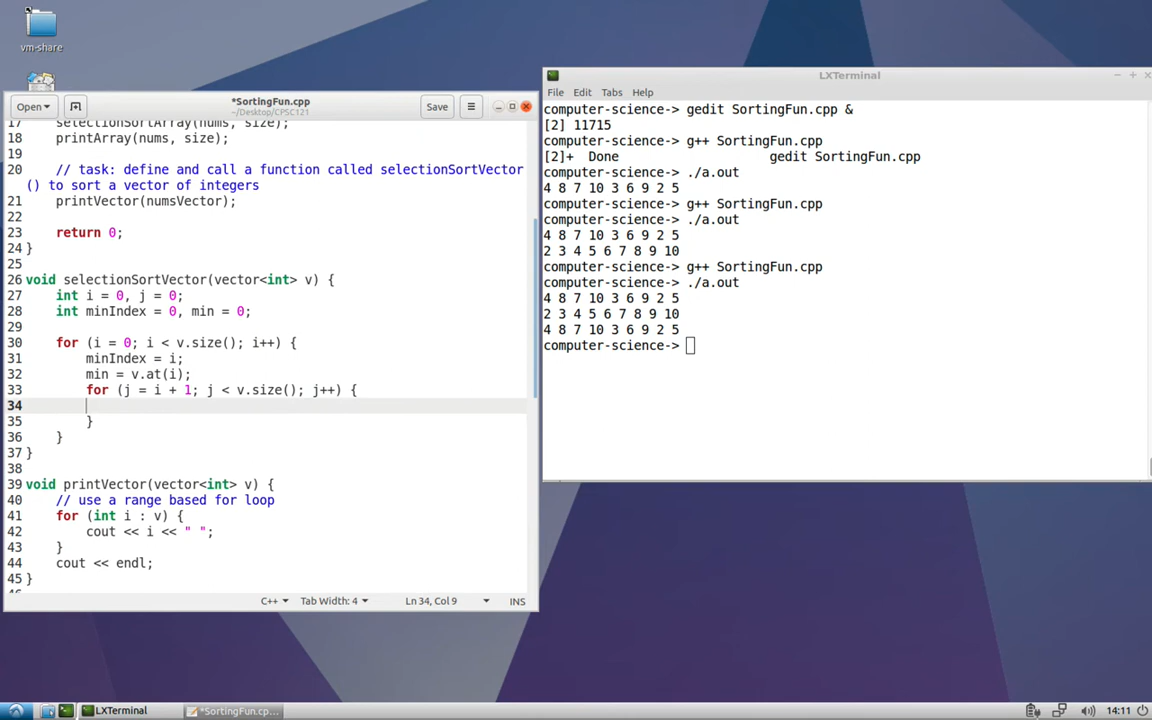 vm-share
Open
*SortingFun.cpp
~/Desktop/CPSC121
Save
selectionSortArray(nums, size);
18 printArray(nums, size);
19
20 // task: define and call a function called selectionSortVector
() to sort a vector of integers
21 printVector(numsVector);
22
23 return 0;
24 }
25
26 void selectionSortVector(vector<int> v) {
27 int i = 0, j = 0;
28 int minIndex = 0, min = 0;
29
30 for (i = 0; i < v.size(); i++) {
31 minIndex = i;
32 min = v.at(i);
33 for (j = i + 1; j < v.size(); j++) {
34
35 }
36 }
37 }
38
39 void printVector(vector<int> v) {
40 // use a range based for loop
41 for (int i : v) {
42 cout << i << " ";
43 }
44 cout << endl;
45 }
C++ Tab Width: 4 Ln 34, Col 9 INS
LXTerminal
File Edit Tabs Help
computer-science-> gedit SortingFun.cpp &
[2] 11715
computer-science-> g++ SortingFun.cpp
[2]+ Done gedit SortingFun.cpp
computer-science-> ./a.out
4 8 7 10 3 6 9 2 5
computer-science-> g++ SortingFun.cpp
computer-science-> ./a.out
4 8 7 10 3 6 9 2 5
2 3 4 5 6 7 8 9 10
computer-science-> g++ SortingFun.cpp
computer-science-> ./a.out
4 8 7 10 3 6 9 2 5
2 3 4 5 6 7 8 9 10
4 8 7 10 3 6 9 2 5
computer-science->
LXTerminal
*SortingFun.cp...
14:11